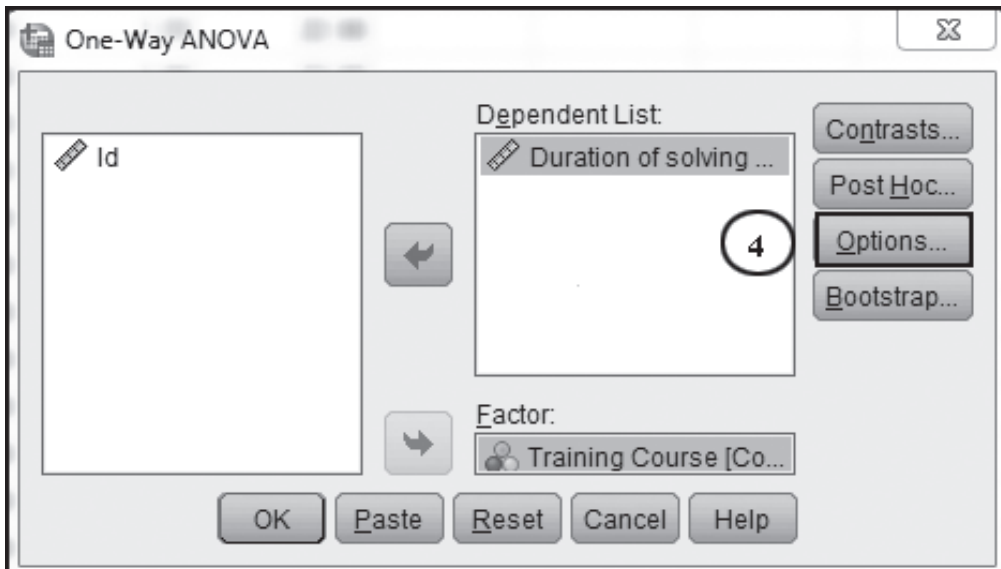 One-Way ANOVA
Id
Dependent List:
Duration of solving ...
4
Factor:
Training Course [Co...
Contrasts...
Post Hoc...
Options...
Bootstrap...
OK Paste Reset Cancel Help